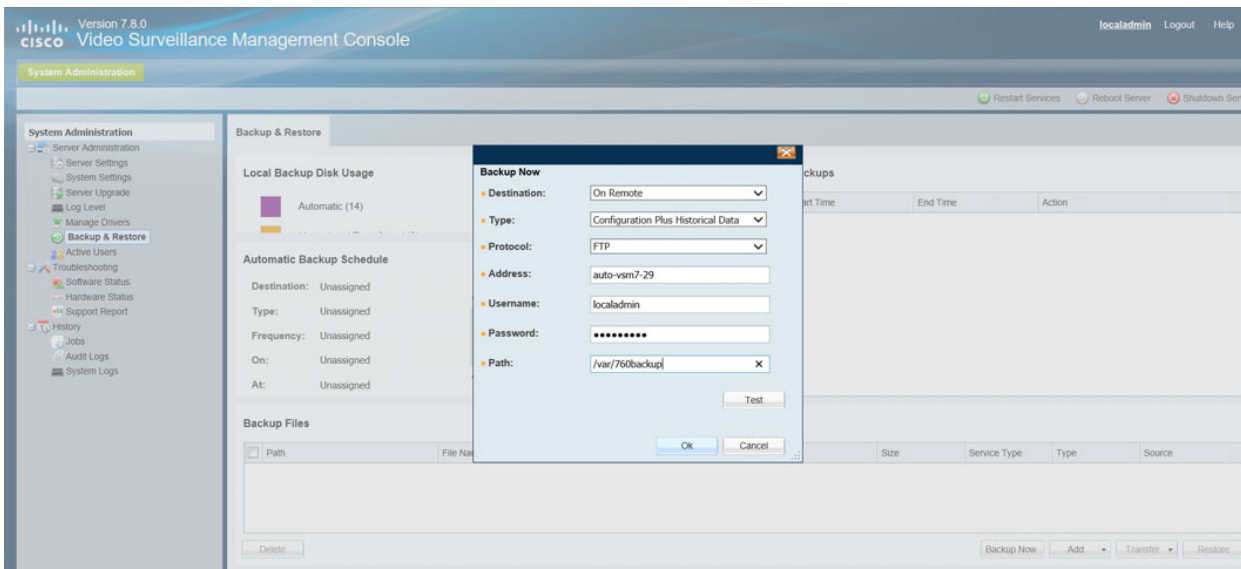 Version 7.8.0
CISCO Video Surveillance Management Console
localadmin Logout Help
System Administration
Restart Services Reboot Server Shutdown Ser
System Administration
Server Administration
Server Settings
System Settings
Server Upgrade
Log Level
Manage Drivers
Backup & Restore
Active Users
Troubleshooting
Software Status
Hardware Status
Support Report
History
Jobs
Audit Logs
System Logs
Backup & Restore
Local Backup Disk Usage
Automatic (14)
Automatic Backup Schedule
Destination: Unassigned
Type: Unassigned
Frequency: Unassigned
On: Unassigned
At: Unassigned
ckups
art Time End Time Action
Backup Now
Destination: On Remote
Type: Configuration Plus Historical Data
Protocol: FTP
Address: auto-vsm7-29
Username: localadmin
Password: •••••••••
Path: /var/760backup
Test
Ok Cancel
Backup Files
Path File Na Size Service Type Type Source
Delete Backup Now Add Transfer Restore